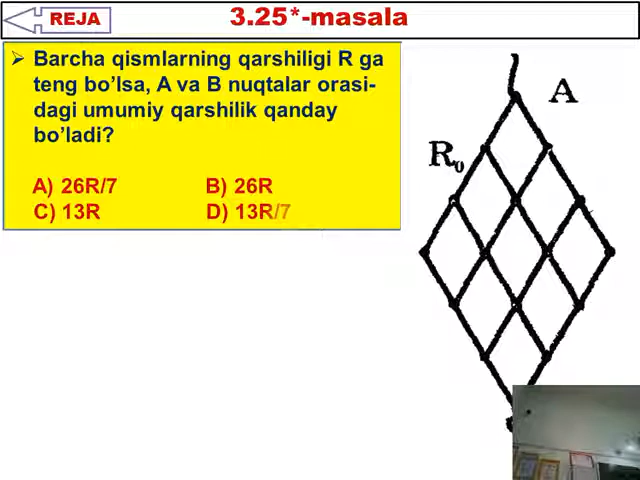 REJA
3.25*-masala
Barcha qismlarning qarshiligi R ga
teng bo’lsa, A va B nuqtalar orasi-
dagi umumiy qarshilik qanday
bo’ladi?
A) 26R/7 B) 26R
C) 13R D) 13R/7
A
R₀